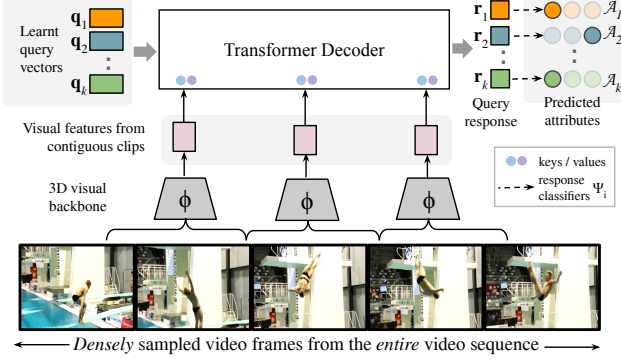 Learnt
query
vectors
q1
q2
qk
Transformer Decoder
r1
r2
rk
Query
response
A1
A2
Ak
Predicted
attributes
Visual features from
contiguous clips
keys / values
response
classifiers Ψi
3D visual
backbone
ϕ
ϕ
ϕ
Densely sampled video frames from the entire video sequence